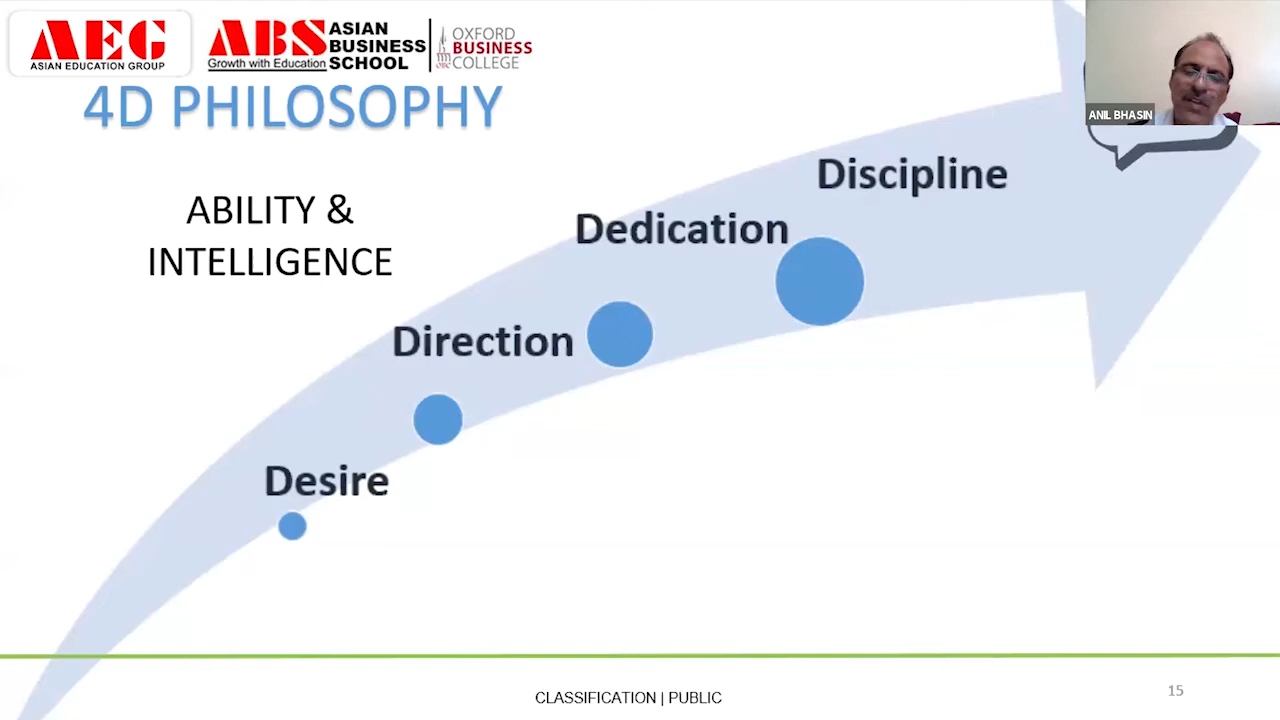 AEG
ASIAN EDUCATION GROUP
ABS
Growth with Education
ASIAN
BUSINESS
SCHOOL
OXFORD
BUSINESS
COLLEGE
ANIL BHASIN
4D PHILOSOPHY
ABILITY &
INTELLIGENCE
Discipline
Dedication
Direction
Desire
CLASSIFICATION | PUBLIC
15